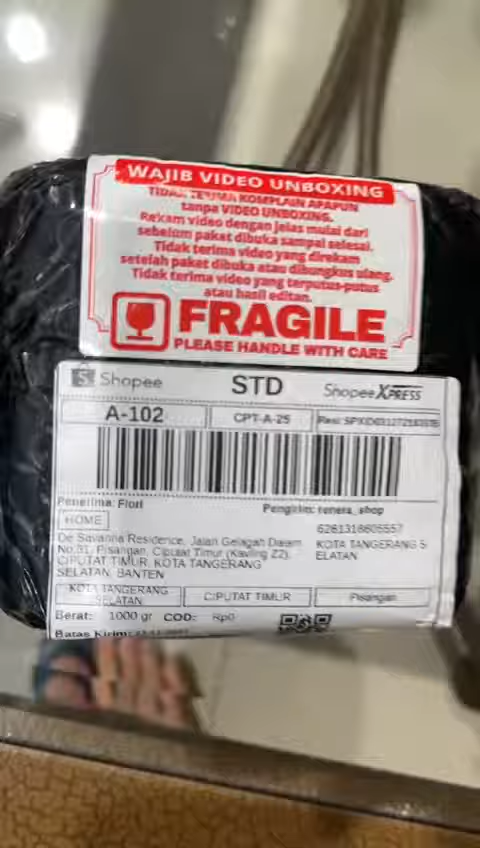 WAJIB VIDEO UNBOXING
TIDAK TERIMA KOMPLAIN APAPUN
tanpa VIDEO UNBOXING.
Rekam video dengan jelas mulai dari
sebelum paket dibuka sampai selesai.
Tidak terima video yang direkam
setelah paket dibuka atau dibungkus ulang.
Tidak terima video yang terputus-putus
atau hasil editan.
FRAGILE
PLEASE HANDLE WITH CARE
Shopee
STD
Shopee XPRESS
A-102
CPT-A-25
Resi:
Penerima: Fiori
Pengirim: renera_shop
HOME
6281318605557
De Savanna Residence, Jalan Gelagah Dalam
No.31, Pisangan, Ciputat Timur (Kavling Z2),
CIPUTAT TIMUR, KOTA TANGERANG
SELATAN, BANTEN
KOTA TANGERANG S
ELATAN
KOTA TANGERANG
SELATAN
CIPUTAT TIMUR
Pisangan
Berat: 1000 gr COD: Rp0
Batas Kirim: